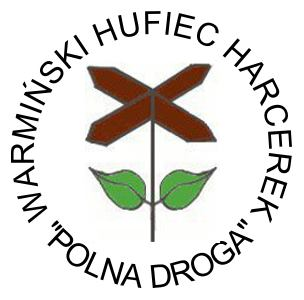 WARMIŃSKI HUFIEC HARCEREK
"POLNA DROGA"